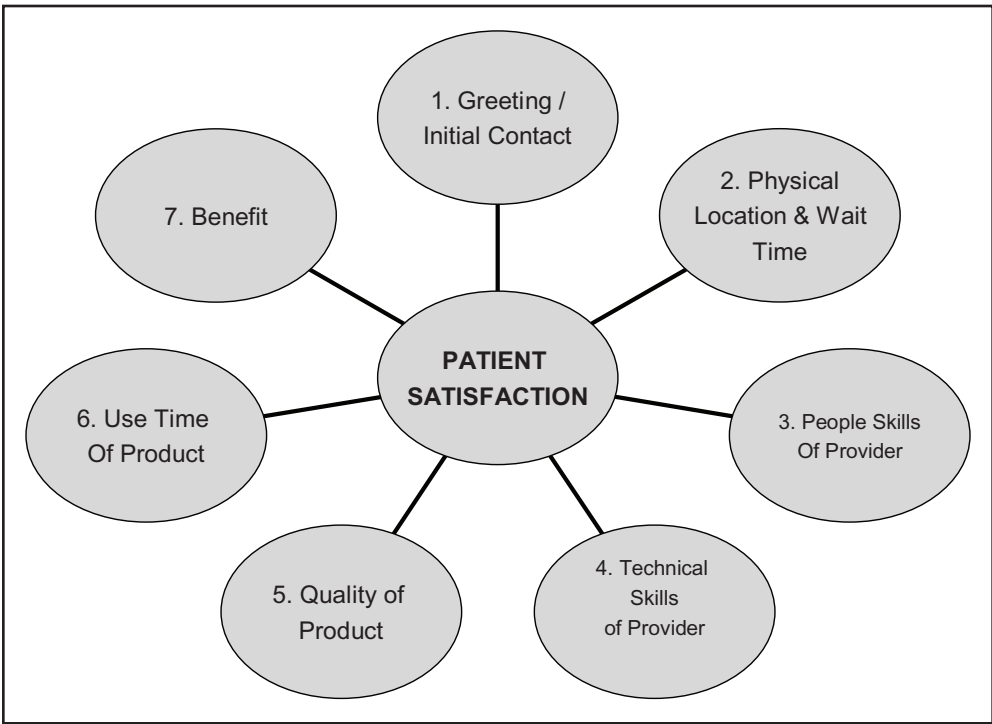 1. Greeting /
Initial Contact
2. Physical
Location & Wait
Time
3. People Skills
Of Provider
4. Technical
Skills
of Provider
5. Quality of
Product
6. Use Time
Of Product
7. Benefit
PATIENT
SATISFACTION